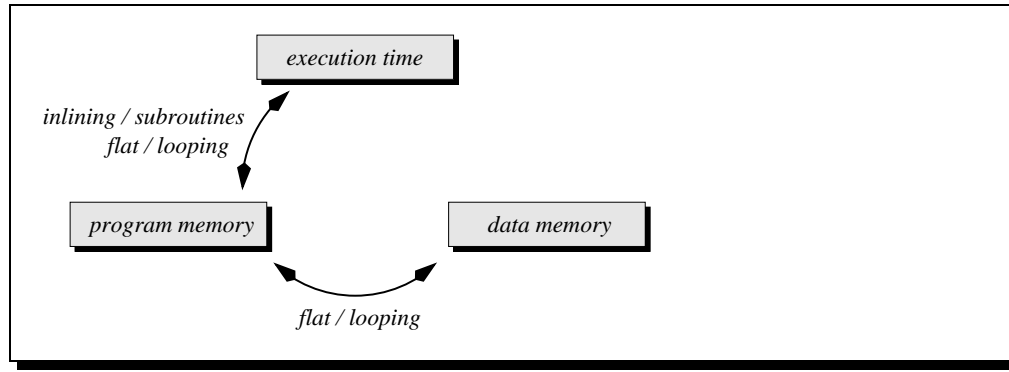 execution time
inlining / subroutines
flat / looping
program memory
data memory
flat / looping